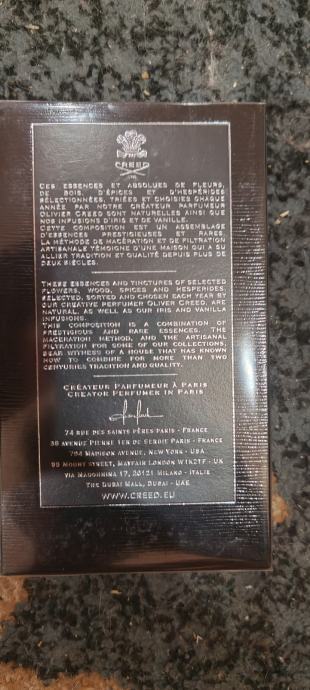 CREED
CES ESSENCES ET ABSOLUES DE FLEURS,
DE BOIS, D'ÉPICES ET D'HESPÉRIDES
SÉLECTIONNÉES, TRIÉES ET CHOISIES CHAQUE
ANNÉE PAR NOTRE CRÉATEUR PARFUMEUR
OLIVIER CREED SONT NATURELLES AINSI QUE
NOS INFUSIONS D'IRIS ET DE VANILLE.
CETTE COMPOSITION EST UN ASSEMBLAGE
D'ESSENCES PRESTIGIEUSES ET RARES.
LA MÉTHODE DE MACÉRATION ET DE FILTRATION
ARTISANALE TÉMOIGNE D'UNE MAISON QUI A SU
ALLIER TRADITION ET QUALITÉ DEPUIS PLUS DE
DEUX SIÈCLES.
THESE ESSENCES AND TINCTURES OF SELECTED
FLOWERS, WOOD, SPICES AND HESPERIDES,
SELECTED, SORTED AND CHOSEN EACH YEAR BY
OUR CREATIVE PERFUMER OLIVER CREED, ARE
NATURAL, AS WELL AS OUR IRIS AND VANILLA
INFUSIONS.
THIS COMPOSITION IS A COMBINATION OF
PRESTIGIOUS AND RARE ESSENCES. THE
MACERATION METHOD, AND THE ARTISANAL
FILTRATION FOR SOME OF OUR COLLECTIONS,
BEAR WITNESS OF A HOUSE THAT HAS KNOWN
HOW TO COMBINE FOR MORE THAN TWO
CENTURIES TRADITION AND QUALITY.
CRÉATEUR PARFUMEUR À PARIS
CREATOR PERFUMER IN PARIS
74 RUE DES SAINTS PÈRES PARIS - FRANCE
38 AVENUE PIERRE 1ER DE SERBIE PARIS - FRANCE
794 MADISON AVENUE, NEW YORK - USA
99 MOUNT STREET, MAYFAIR LONDON W1K2TF - UK
VIA MADONNINA 17, 20121 MILANO - ITALIE
THE DUBAI MALL, DUBAI - UAE
WWW.CREED.EU